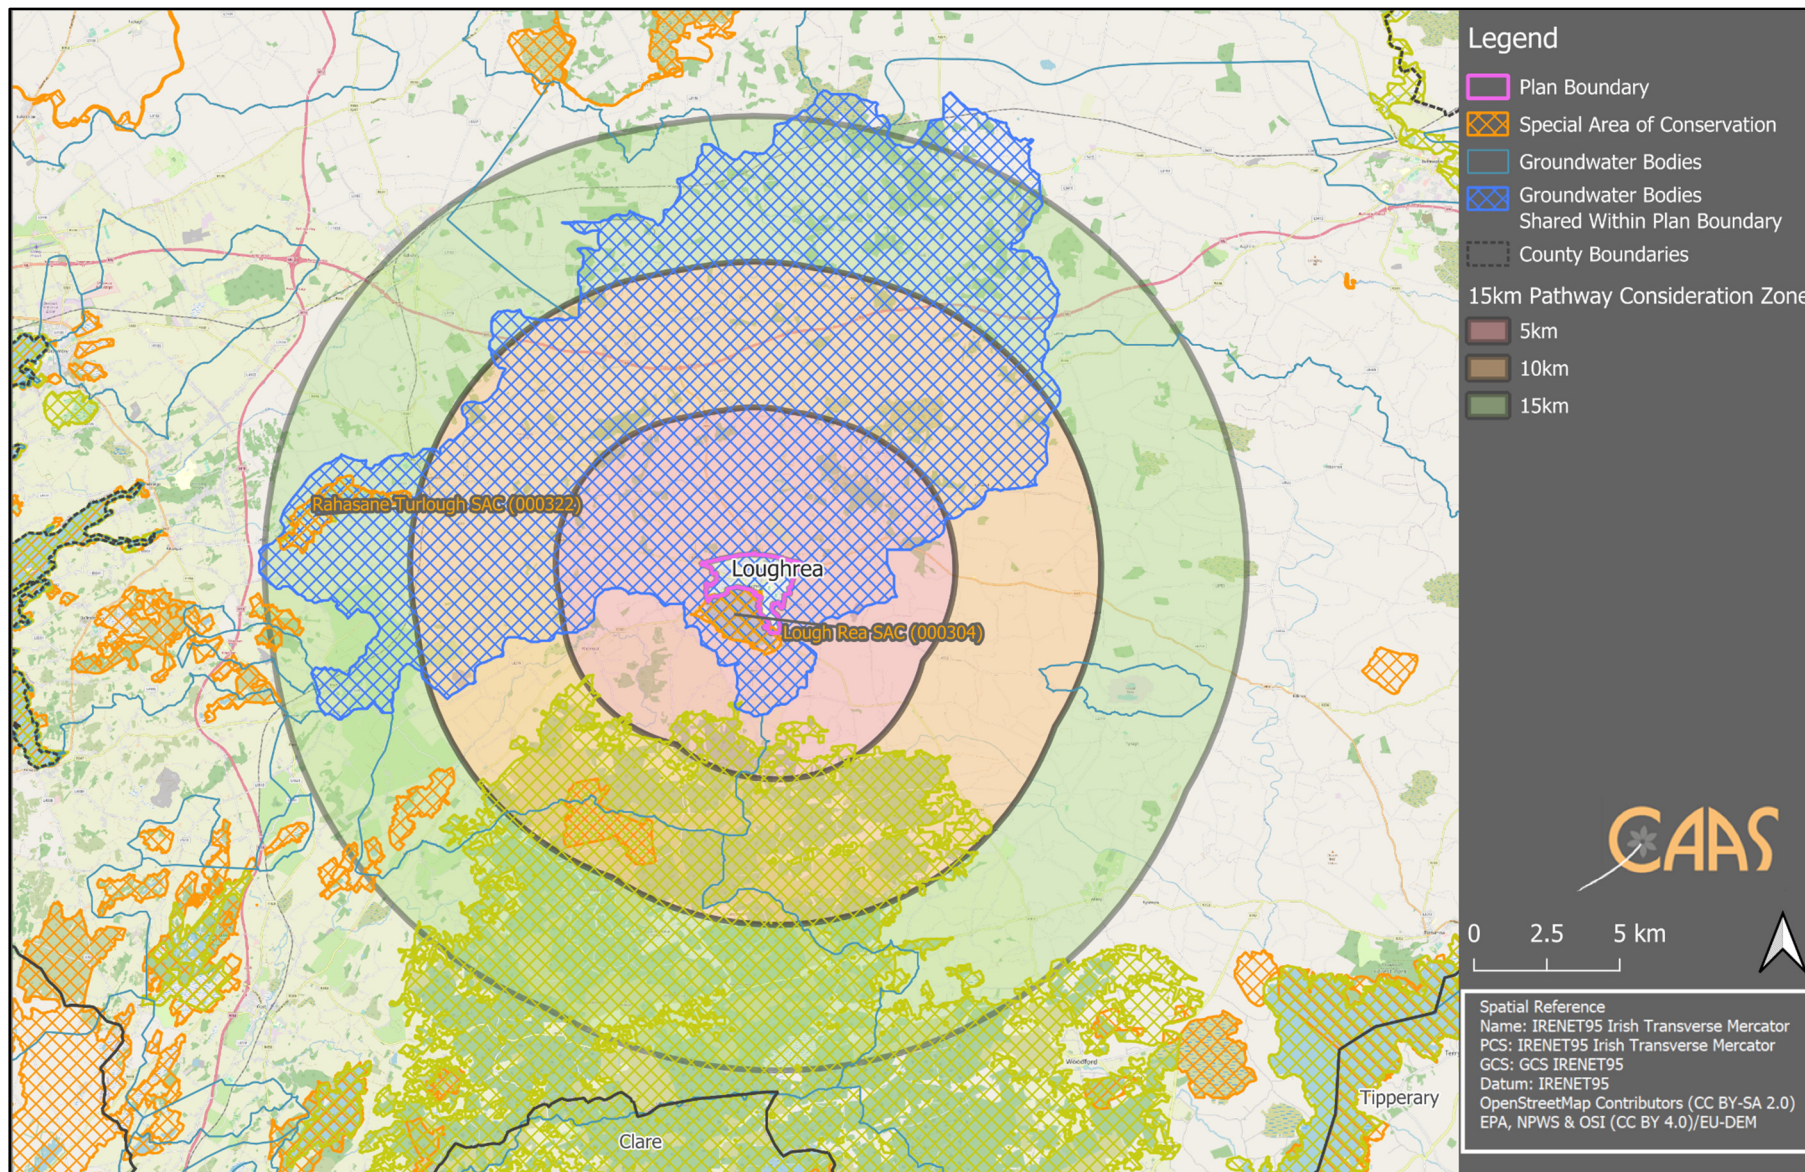 Legend
Plan Boundary
Special Area of Conservation
Groundwater Bodies
Groundwater Bodies
Shared Within Plan Boundary
County Boundaries
15km Pathway Consideration Zone
5km
10km
15km
Rahasane Turlough SAC (000322)
Loughrea
Lough Rea SAC (000304)
Woodford
Clare
Tipperary
CAAS
0 2.5 5 km
Spatial Reference
Name: IRENET95 Irish Transverse Mercator
PCS: IRENET95 Irish Transverse Mercator
GCS: GCS IRENET95
Datum: IRENET95
OpenStreetMap Contributors (CC BY-SA 2.0)
EPA, NPWS & OSI (CC BY 4.0)/EU-DEM